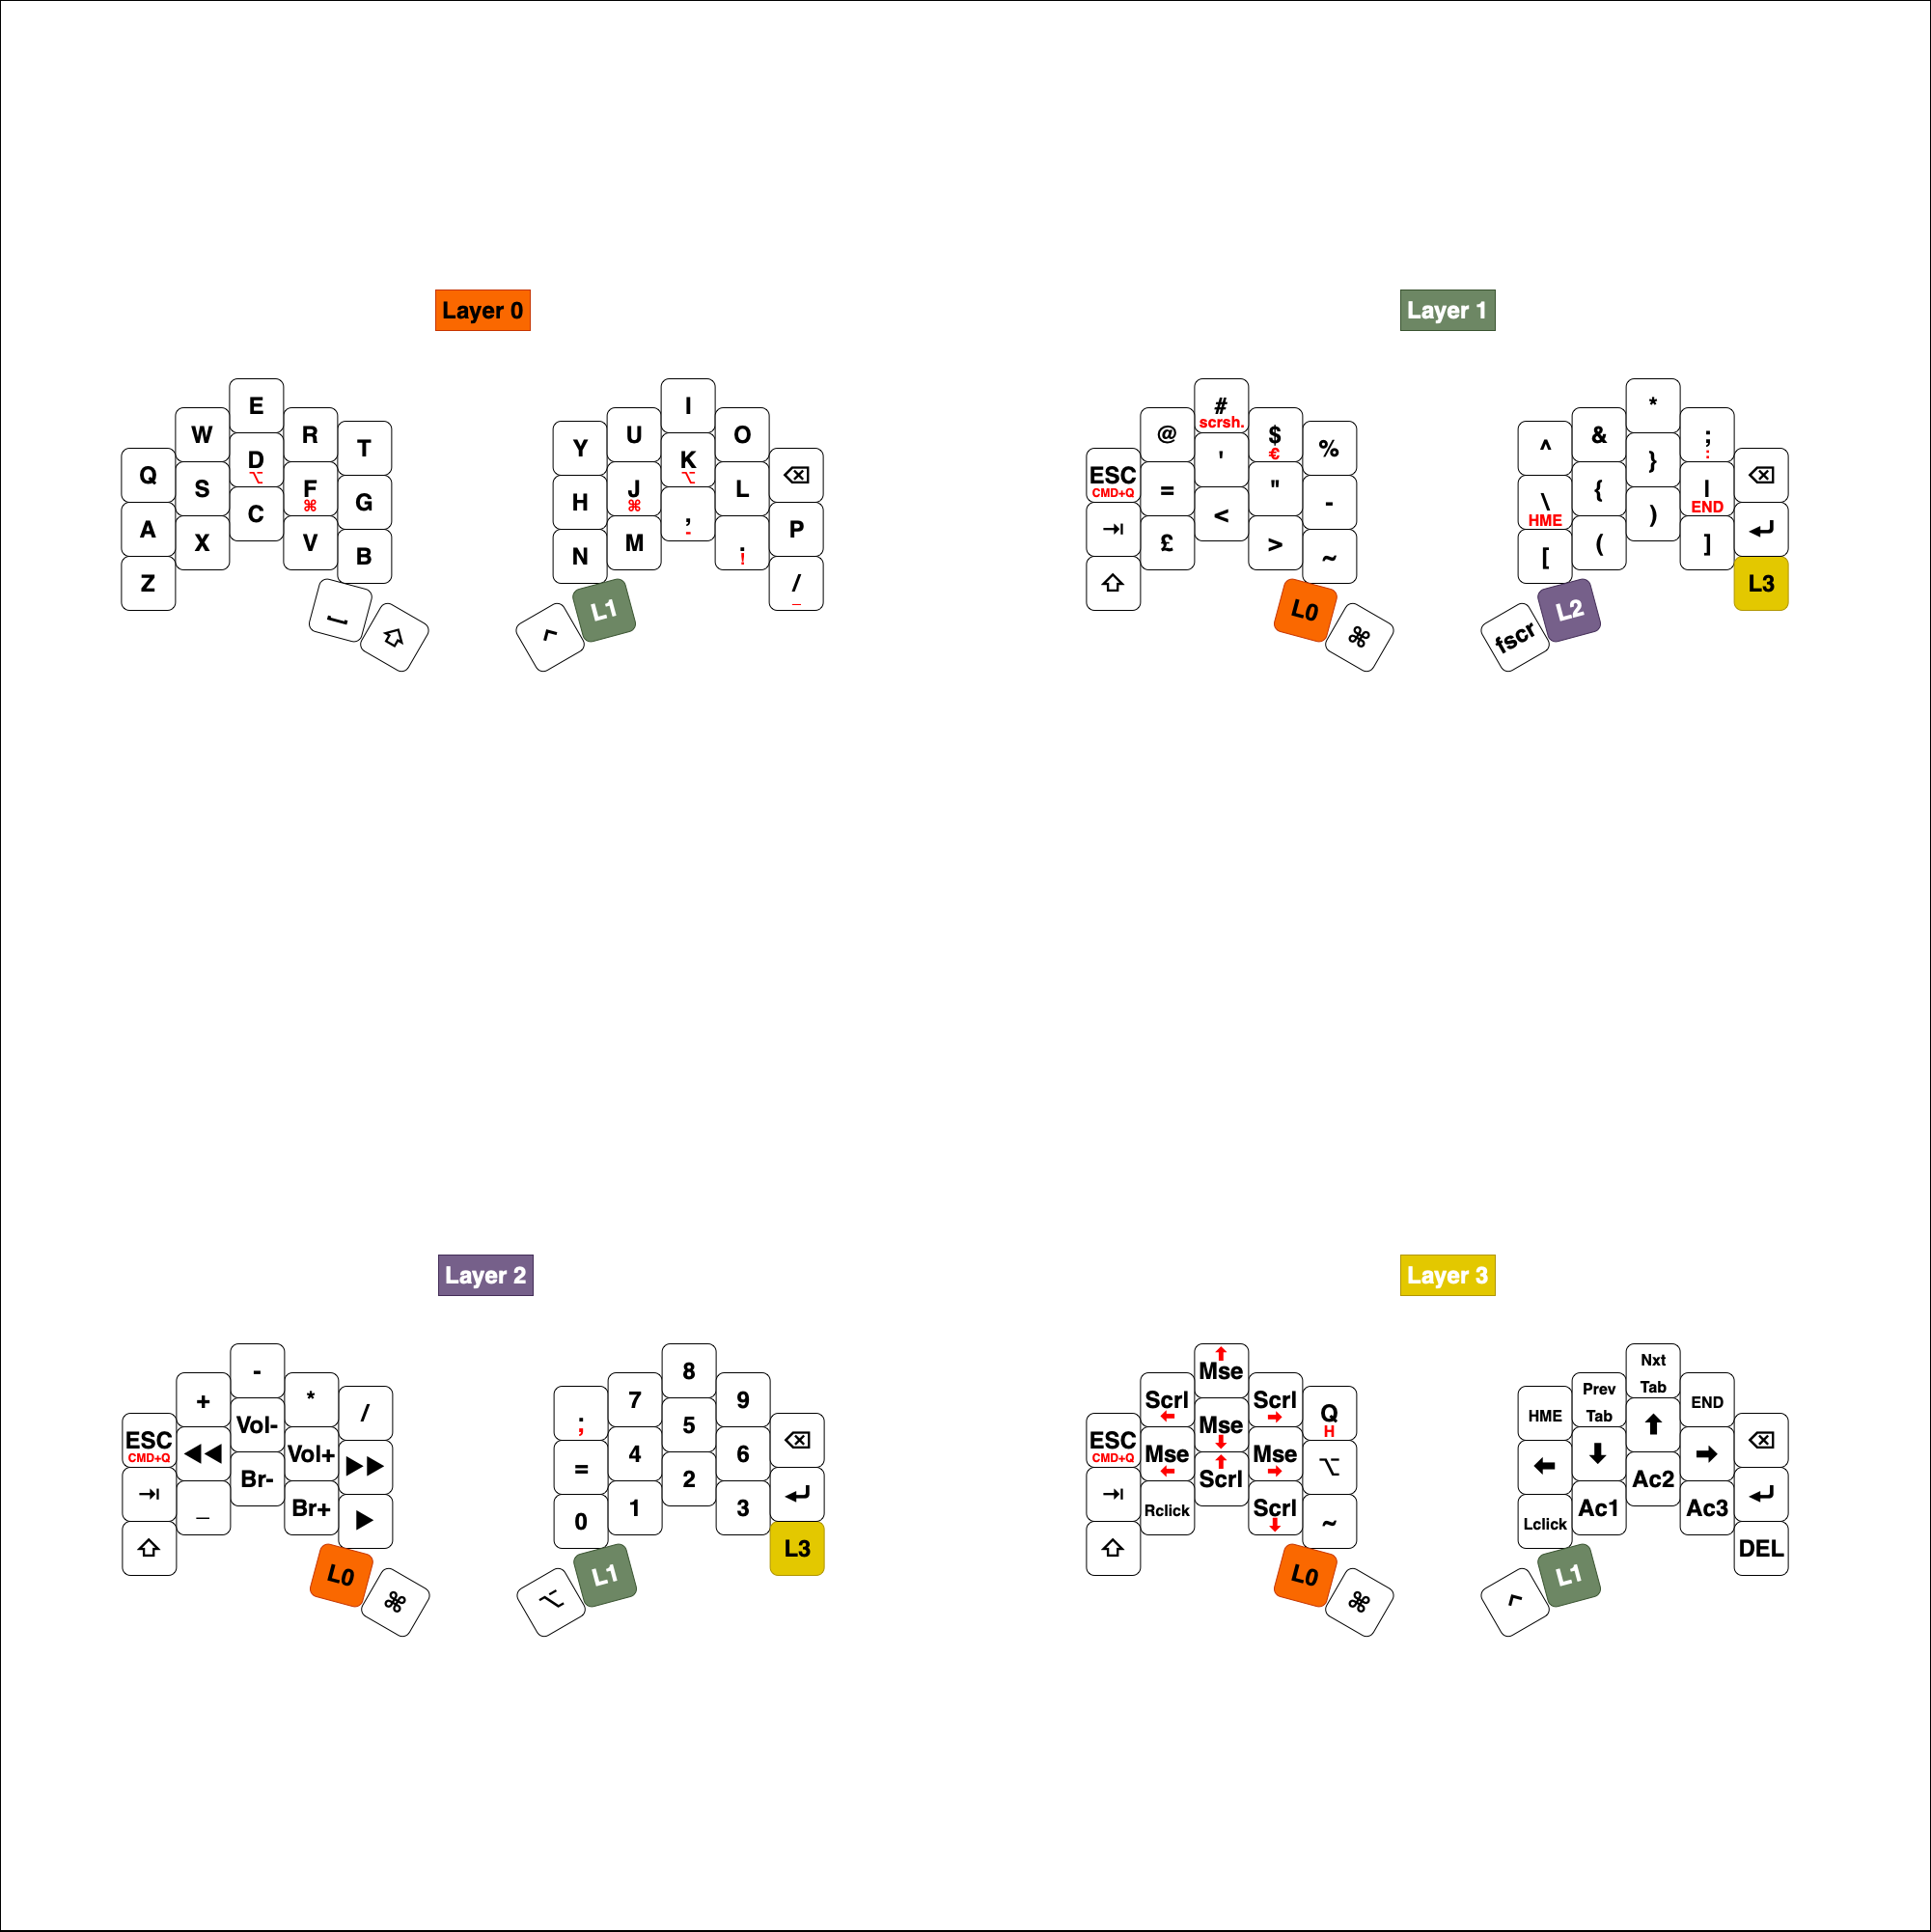 Layer 0
Q W E R T
A S D ⌥ F ⌘ G
Z X C V B
⎵ ⇧
Y U I O ⌫
H J ⌘ K ⌥ L P
N M , - . ! / _
^ L1
Layer 1
ESC CMD+Q @ # scrsh. $ € %
⇥ = ' " -
⇧ £ < > ~
L0 ⌘
^ & * ; : ⌫
\ HME { } | END ↵
[ ( ) ] L3
fscr L2
Layer 2
ESC CMD+Q + - * /
⇥ ◀◀ Vol- Vol+ ▶▶
⇧ _ Br- Br+ ▶
L0 ⌘
; 7 8 9 ⌫
= 4 5 6 ↵
0 1 2 3 L3
⌥ L1
Layer 3
ESC CMD+Q Scrl ← ↑ Mse Scrl → Q H
⇥ Mse ← Mse ↓ Mse → ⌥
⇧ Rclick ↑ Scrl Scrl ↓ ~
L0 ⌘
HME Prev Tab Nxt Tab END ⌫
← ↓ ↑ → ↵
Lclick Ac1 Ac2 Ac3 DEL
^ L1